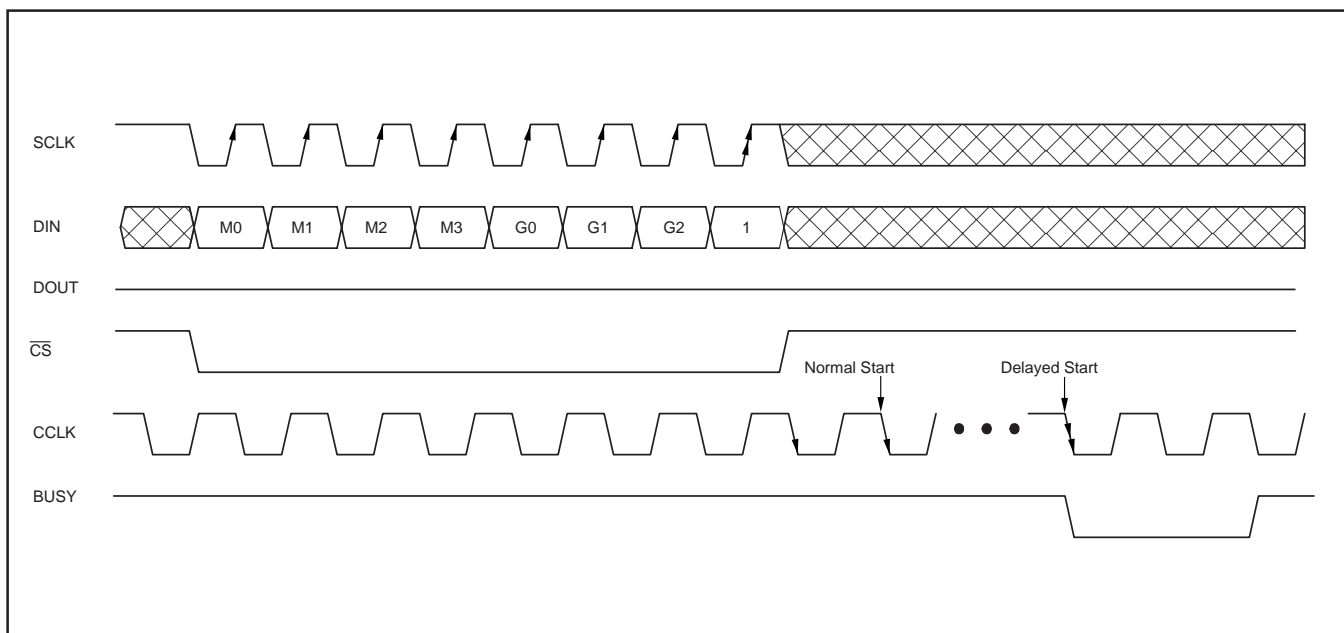 SCLK
DIN M0 M1 M2 M3 G0 G1 G2 1
DOUT
CS
Normal Start Delayed Start
CCLK
BUSY